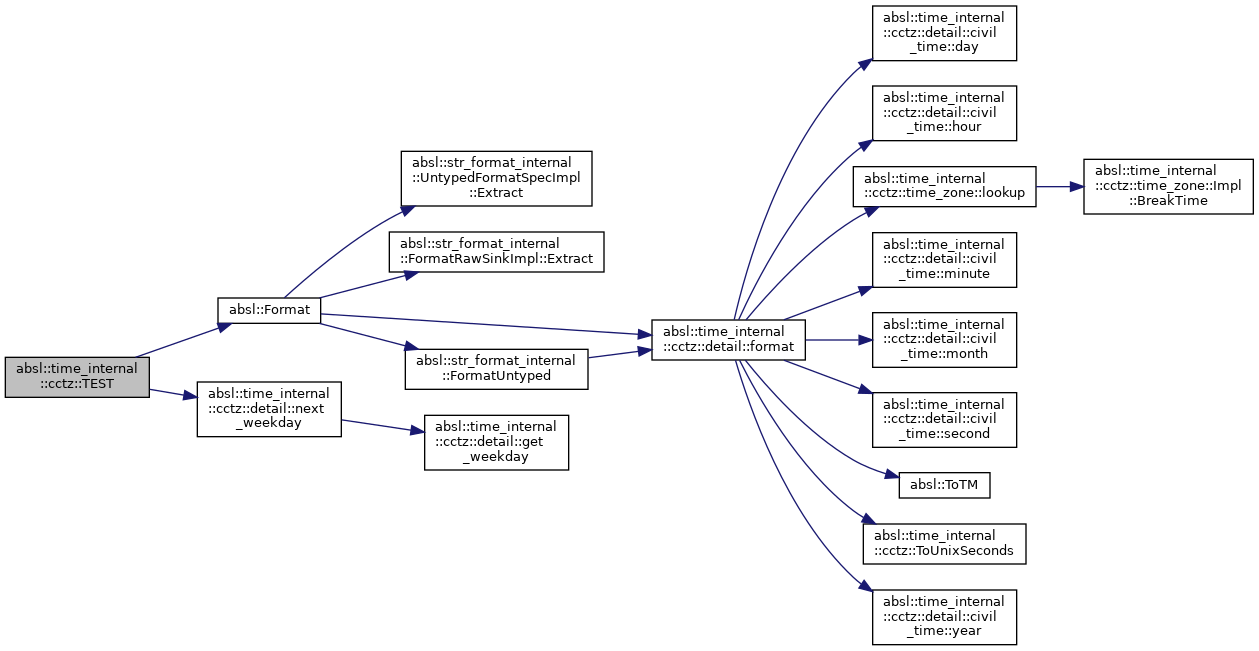 absl::time_internal
::cctz::TEST
absl::Format
absl::time_internal
::cctz::detail::next
_weekday
absl::str_format_internal
::UntypedFormatSpecImpl
::Extract
absl::str_format_internal
::FormatRawSinkImpl::Extract
absl::str_format_internal
::FormatUntyped
absl::time_internal
::cctz::detail::get
_weekday
absl::time_internal
::cctz::detail::format
absl::time_internal
::cctz::detail::civil
_time::day
absl::time_internal
::cctz::detail::civil
_time::hour
absl::time_internal
::cctz::time_zone::lookup
absl::time_internal
::cctz::detail::civil
_time::minute
absl::time_internal
::cctz::detail::civil
_time::month
absl::time_internal
::cctz::detail::civil
_time::second
absl::ToTM
absl::time_internal
::cctz::ToUnixSeconds
absl::time_internal
::cctz::detail::civil
_time::year
absl::time_internal
::cctz::time_zone::Impl
::BreakTime